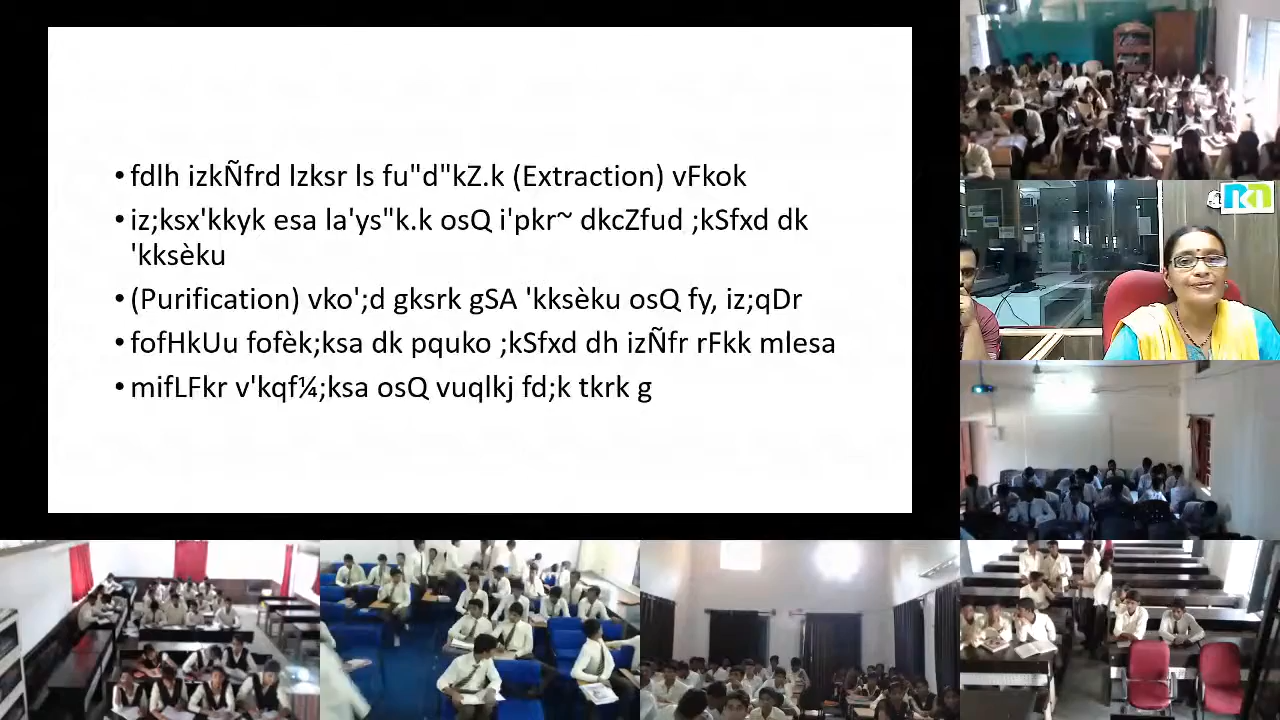 • fdlh izkÑfrd lzksr ls fu"d"kZ.k (Extraction) vFkok
• iz;ksx'kkyk esa la'ys"k.k osQ i'pkr~ dkcZfud ;kSfxd dk
'kksèku
• (Purification) vko';d gksrk gSA 'kksèku osQ fy, iz;qDr
• fofHkUu fofèk;ksa dk pquko ;kSfxd dh izÑfr rFkk mlesa
• mifLFkr v'kqf¼;ksa osQ vuqlkj fd;k tkrk g